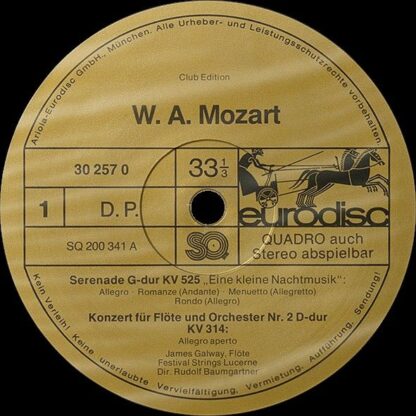 Ariola-Eurodisc GmbH., München. Alle Urheber- und Leistungsschutzrechte vorbehalten.
Club Edition
W. A. Mozart
30 257 0
33 1/3
1
D. P.
eurodisc
SQ 200 341 A
SQ
QUADRO auch
Stereo abspielbar
Serenade G-dur KV 525 „Eine kleine Nachtmusik“:
Allegro · Romanze (Andante) · Menuetto (Allegretto)
Rondo (Allegro)
Konzert für Flöte und Orchester Nr. 2 D-dur
KV 314:
Allegro aperto
James Galway, Flöte
Festival Strings Lucerne
Dir. Rudolf Baumgartner
Kein Verleih! Keine unerlaubte Vervielfältigung, Vermietung, Aufführung, Sendung!